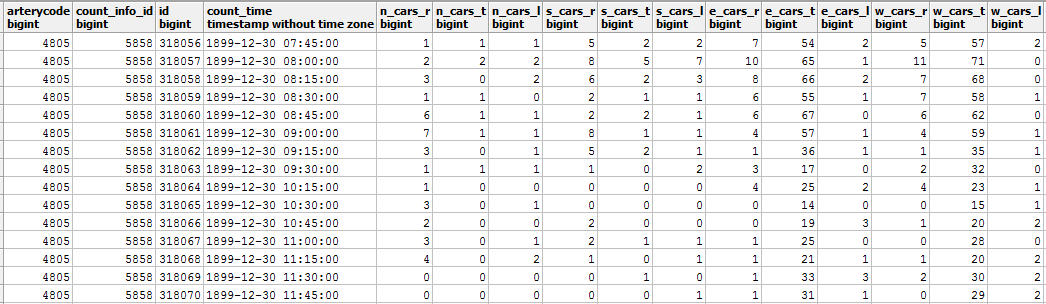 arterycode count_info_id id count_time n_cars_r n_cars_t n_cars_l s_cars_r s_cars_t s_cars_l e_cars_r e_cars_t e_cars_l w_cars_r w_cars_t w_cars_l
bigint bigint bigint timestamp without time zone bigint bigint bigint bigint bigint bigint bigint bigint bigint bigint bigint bigint
4805 5858 318056 1899-12-30 07:45:00 1 1 1 5 2 2 7 54 2 5 57 2
4805 5858 318057 1899-12-30 08:00:00 2 2 2 8 5 7 10 65 1 11 71 0
4805 5858 318058 1899-12-30 08:15:00 3 0 2 6 2 3 8 66 2 7 68 0
4805 5858 318059 1899-12-30 08:30:00 1 1 0 2 1 1 6 55 1 7 58 1
4805 5858 318060 1899-12-30 08:45:00 6 1 1 2 2 1 6 67 0 6 62 0
4805 5858 318061 1899-12-30 09:00:00 7 1 1 8 1 1 4 57 1 4 59 1
4805 5858 318062 1899-12-30 09:15:00 3 0 1 5 2 1 1 36 1 1 35 1
4805 5858 318063 1899-12-30 09:30:00 1 1 1 1 0 2 3 17 0 2 32 0
4805 5858 318064 1899-12-30 10:15:00 1 0 0 0 0 0 4 25 2 4 23 1
4805 5858 318065 1899-12-30 10:30:00 3 0 1 0 0 0 0 14 0 0 15 1
4805 5858 318066 1899-12-30 10:45:00 2 0 0 2 0 0 0 19 3 1 20 2
4805 5858 318067 1899-12-30 11:00:00 3 0 1 2 1 1 1 25 0 0 28 0
4805 5858 318068 1899-12-30 11:15:00 4 0 2 1 0 1 1 21 1 1 20 2
4805 5858 318069 1899-12-30 11:30:00 0 0 0 0 1 0 1 33 3 2 30 2
4805 5858 318070 1899-12-30 11:45:00 0 0 0 0 0 1 1 31 1 0 29 2